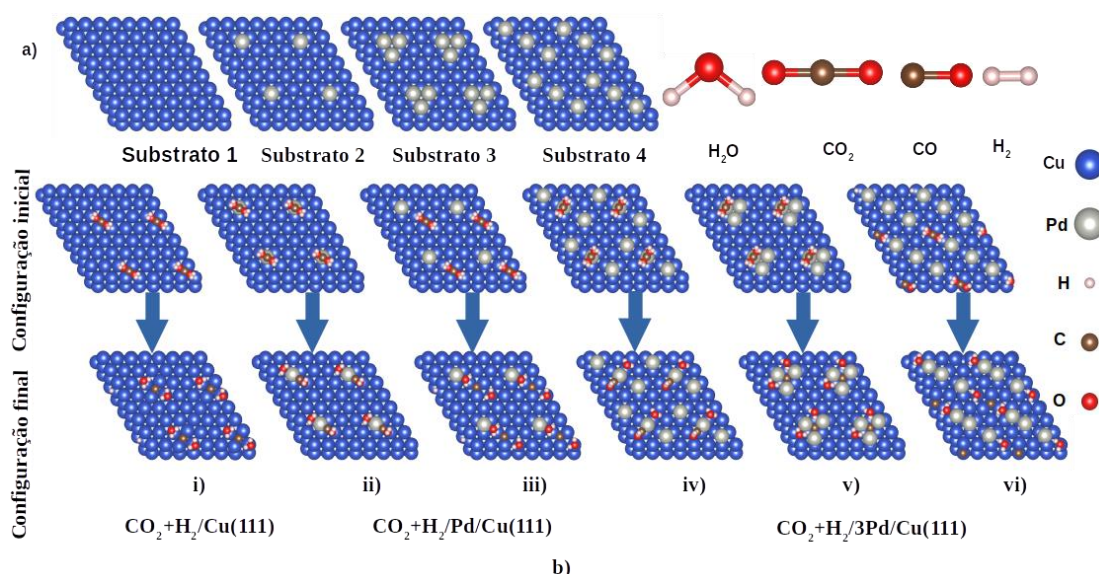 a)
Substrato 1
Substrato 2
Substrato 3
Substrato 4
H₂O
CO₂
CO
H₂
Cu
Pd
H
C
O
Configuração inicial
Configuração final
i)
ii)
iii)
iv)
v)
vi)
CO₂+H₂/Cu(111)
CO₂+H₂/Pd/Cu(111)
CO₂+H₂/3Pd/Cu(111)
b)